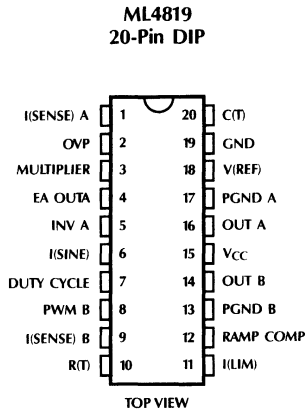 ML4819
20-Pin DIP
I(SENSE) A 1 20 C(T)
OVP 2 19 GND
MULTIPLIER 3 18 V(REF)
EA OUTA 4 17 PGND A
INV A 5 16 OUT A
I(SINE) 6 15 VCC
DUTY CYCLE 7 14 OUT B
PWM B 8 13 PGND B
I(SENSE) B 9 12 RAMP COMP
R(T) 10 11 I(LIM)
TOP VIEW